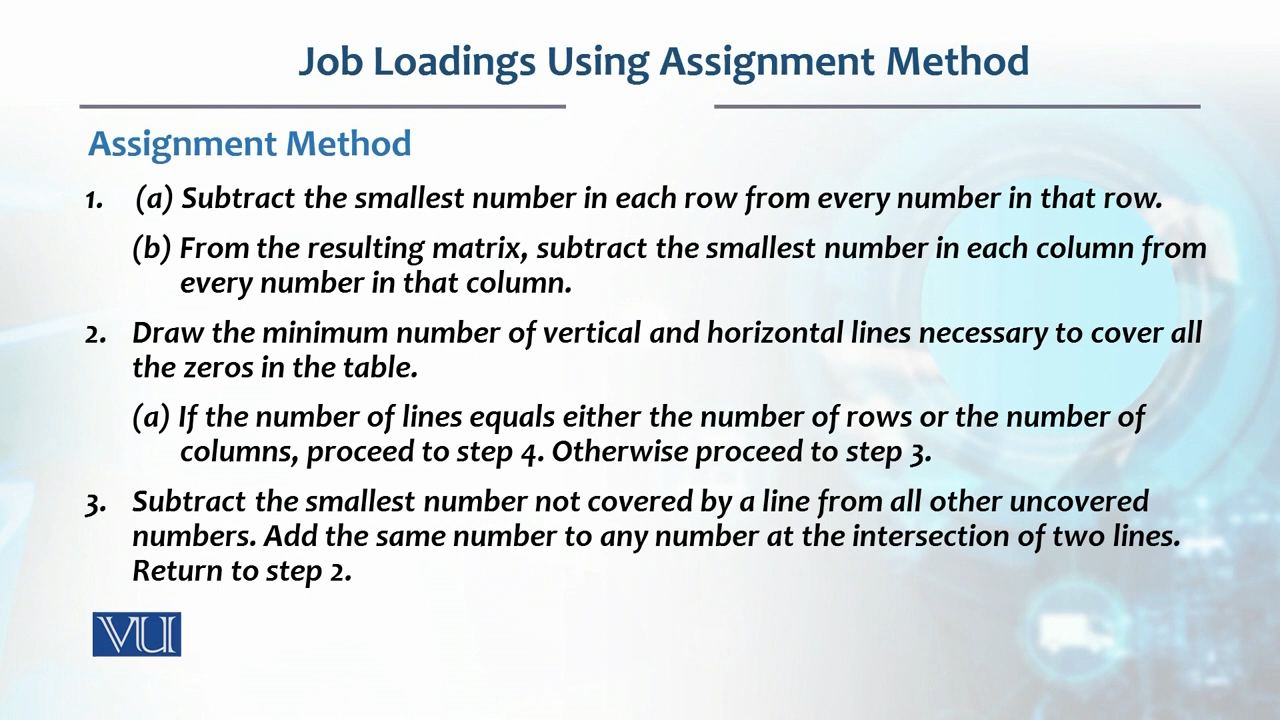 Job Loadings Using Assignment Method
Assignment Method
1. (a) Subtract the smallest number in each row from every number in that row.
(b) From the resulting matrix, subtract the smallest number in each column from
every number in that column.
2. Draw the minimum number of vertical and horizontal lines necessary to cover all
the zeros in the table.
(a) If the number of lines equals either the number of rows or the number of
columns, proceed to step 4. Otherwise proceed to step 3.
3. Subtract the smallest number not covered by a line from all other uncovered
numbers. Add the same number to any number at the intersection of two lines.
Return to step 2.
VU